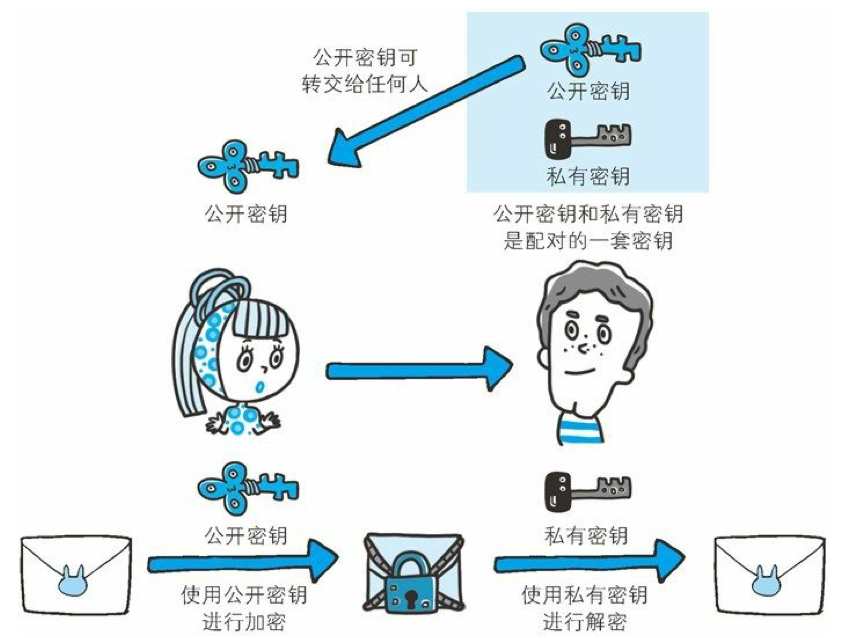 公开密钥可
转交给任何人
公开密钥
私有密钥
公开密钥
公开密钥和私有密钥
是配对的一套密钥
公开密钥
私有密钥
使用公开密钥
进行加密
使用私有密钥
进行解密